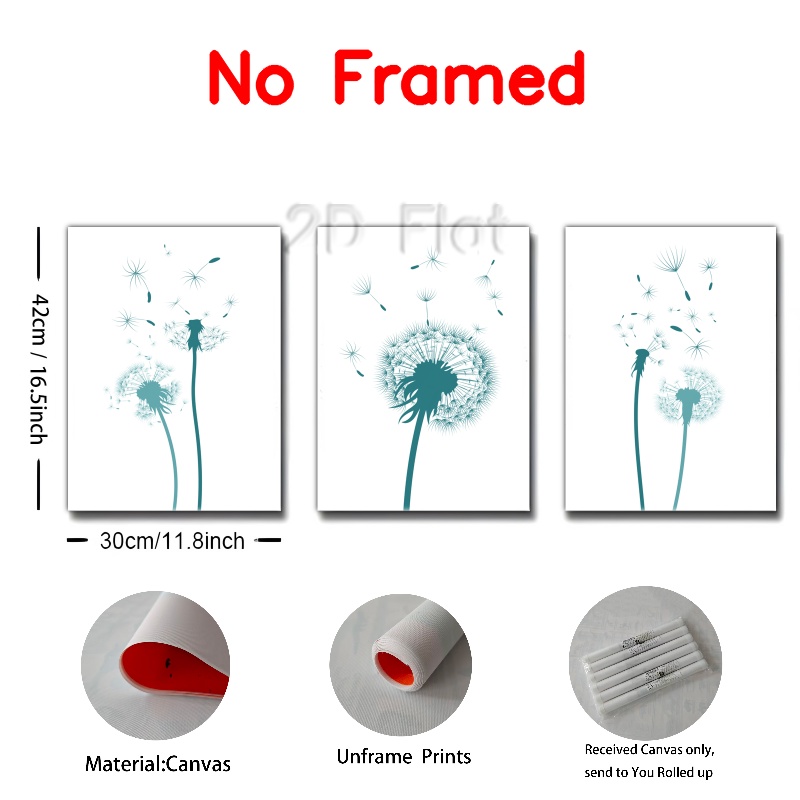 No Framed
2D Flat
42cm / 16.5inch
30cm/11.8inch
Material:Canvas
Unframe Prints
Received Canvas only,
send to You Rolled up